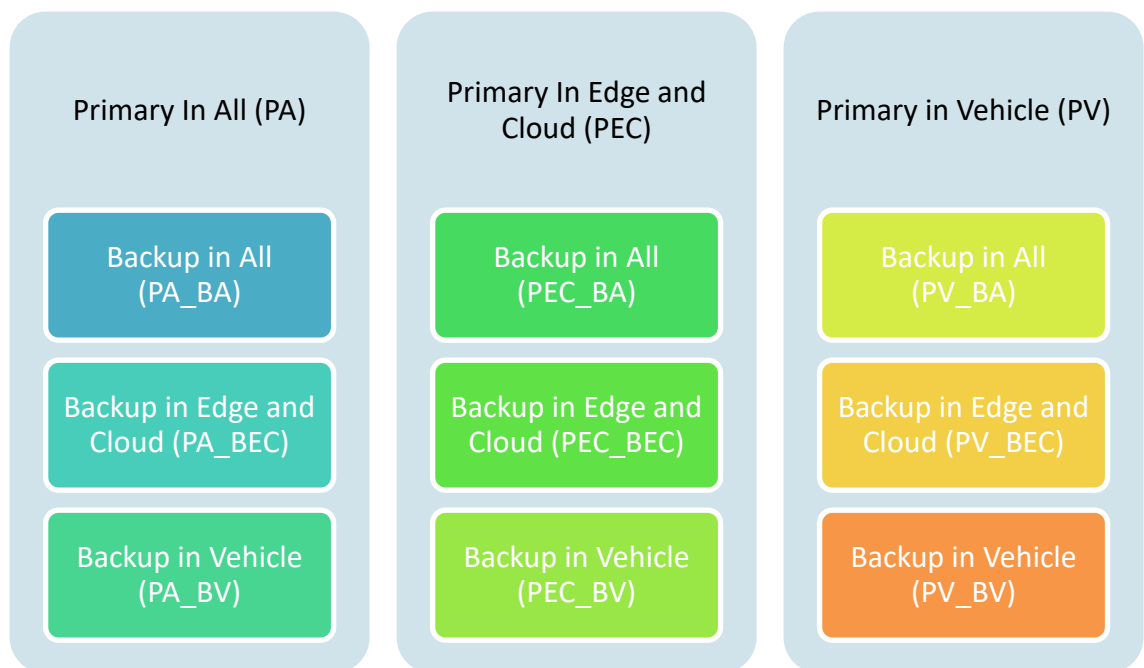 Primary In All (PA)
Backup in All
(PA_BA)
Backup in Edge and
Cloud (PA_BEC)
Backup in Vehicle
(PA_BV)
Primary In Edge and
Cloud (PEC)
Backup in All
(PEC_BA)
Backup in Edge and
Cloud (PEC_BEC)
Backup in Vehicle
(PEC_BV)
Primary in Vehicle (PV)
Backup in All
(PV_BA)
Backup in Edge and
Cloud (PV_BEC)
Backup in Vehicle
(PV_BV)